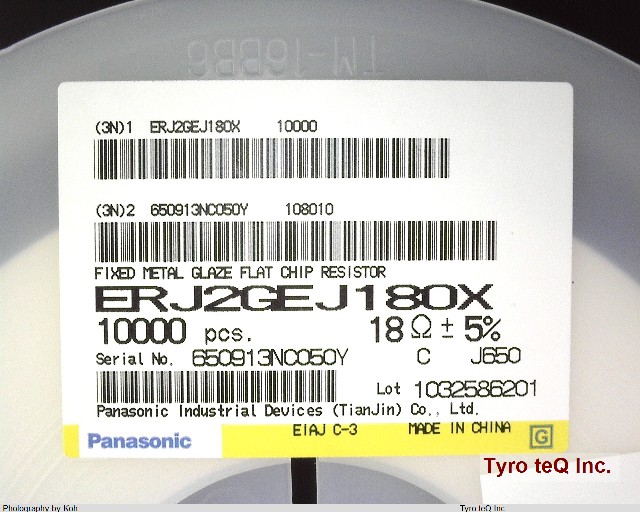 TM-16BB6
(3N)1 ERJ2GEJ180X 10000
(3N)2 650913NC050Y 108010
FIXED METAL GLAZE FLAT CHIP RESISTOR
ERJ2GEJ180X
10000 pcs. 18 Ω ± 5%
Serial No. 650913NC050Y C J650
Lot 1032586201
Panasonic Industrial Devices (TianJin) Co., Ltd.
Panasonic EIAJ C-3 MADE IN CHINA G
Tyro teQ Inc.
Photography by Koh Tyro teQ Inc